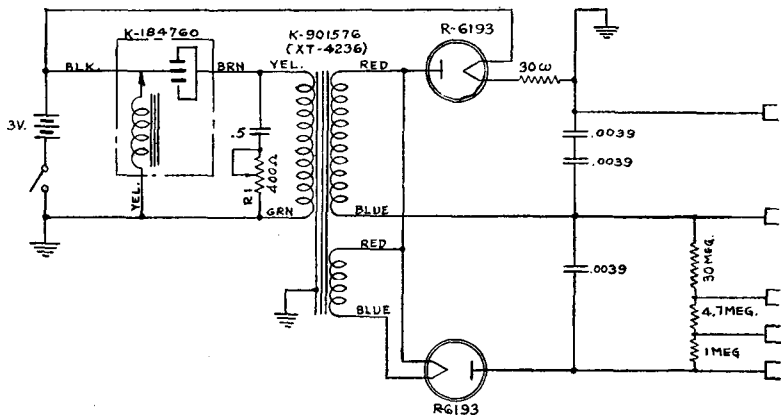 K-184760
K-901576
(XT-4236)
R-6193
BLK.
BRN
YEL.
RED
30Ω
3V.
.5
.0039
.0039
R1
400Ω
YEL.
GRN
BLUE
RED
.0039
30 MEG.
4.7MEG.
BLUE
1MEG
R-6193